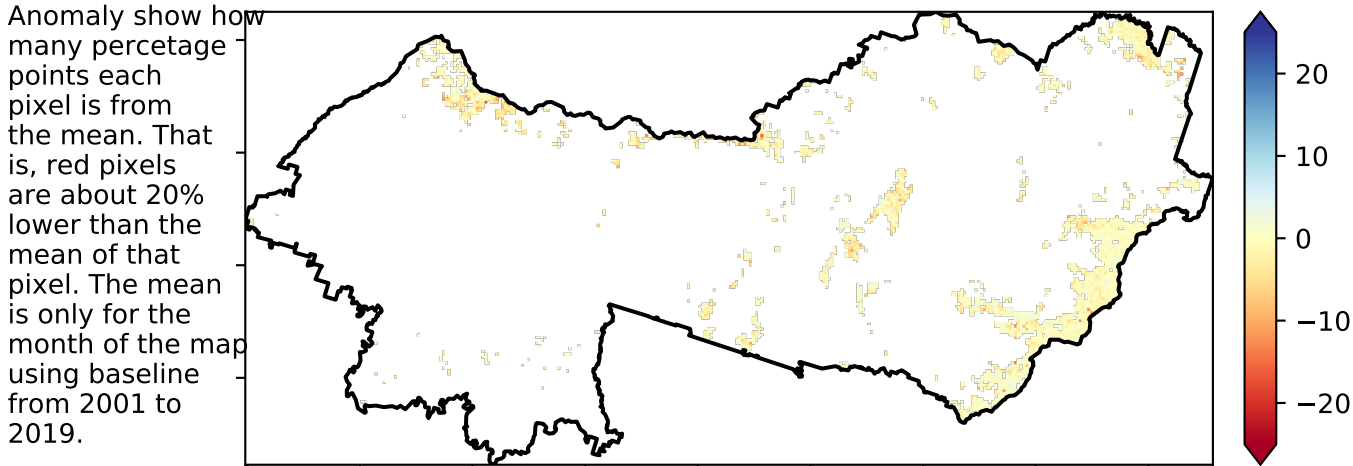 Anomaly show how
many percetage
points each
pixel is from
the mean. That
is, red pixels
are about 20%
lower than the
mean of that
pixel. The mean
is only for the
month of the map
using baseline
from 2001 to
2019.
20
10
0
−10
−20